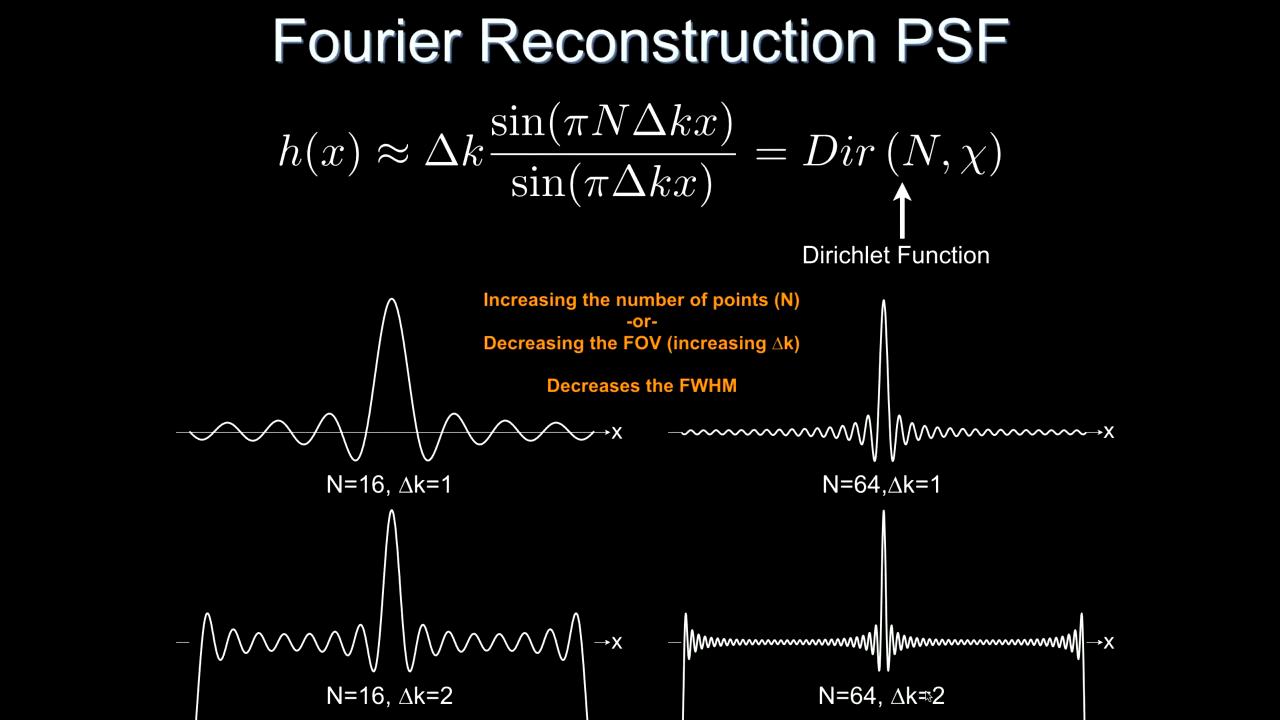 Fourier Reconstruction PSF
h(x) ≈ Δk sin(πNΔkx) / sin(πΔkx) = Dir (N, χ)
Dirichlet Function
Increasing the number of points (N)
-or-
Decreasing the FOV (increasing Δk)
Decreases the FWHM
x
x
N=16, Δk=1
N=64,Δk=1
x
x
N=16, Δk=2
N=64, Δk=2